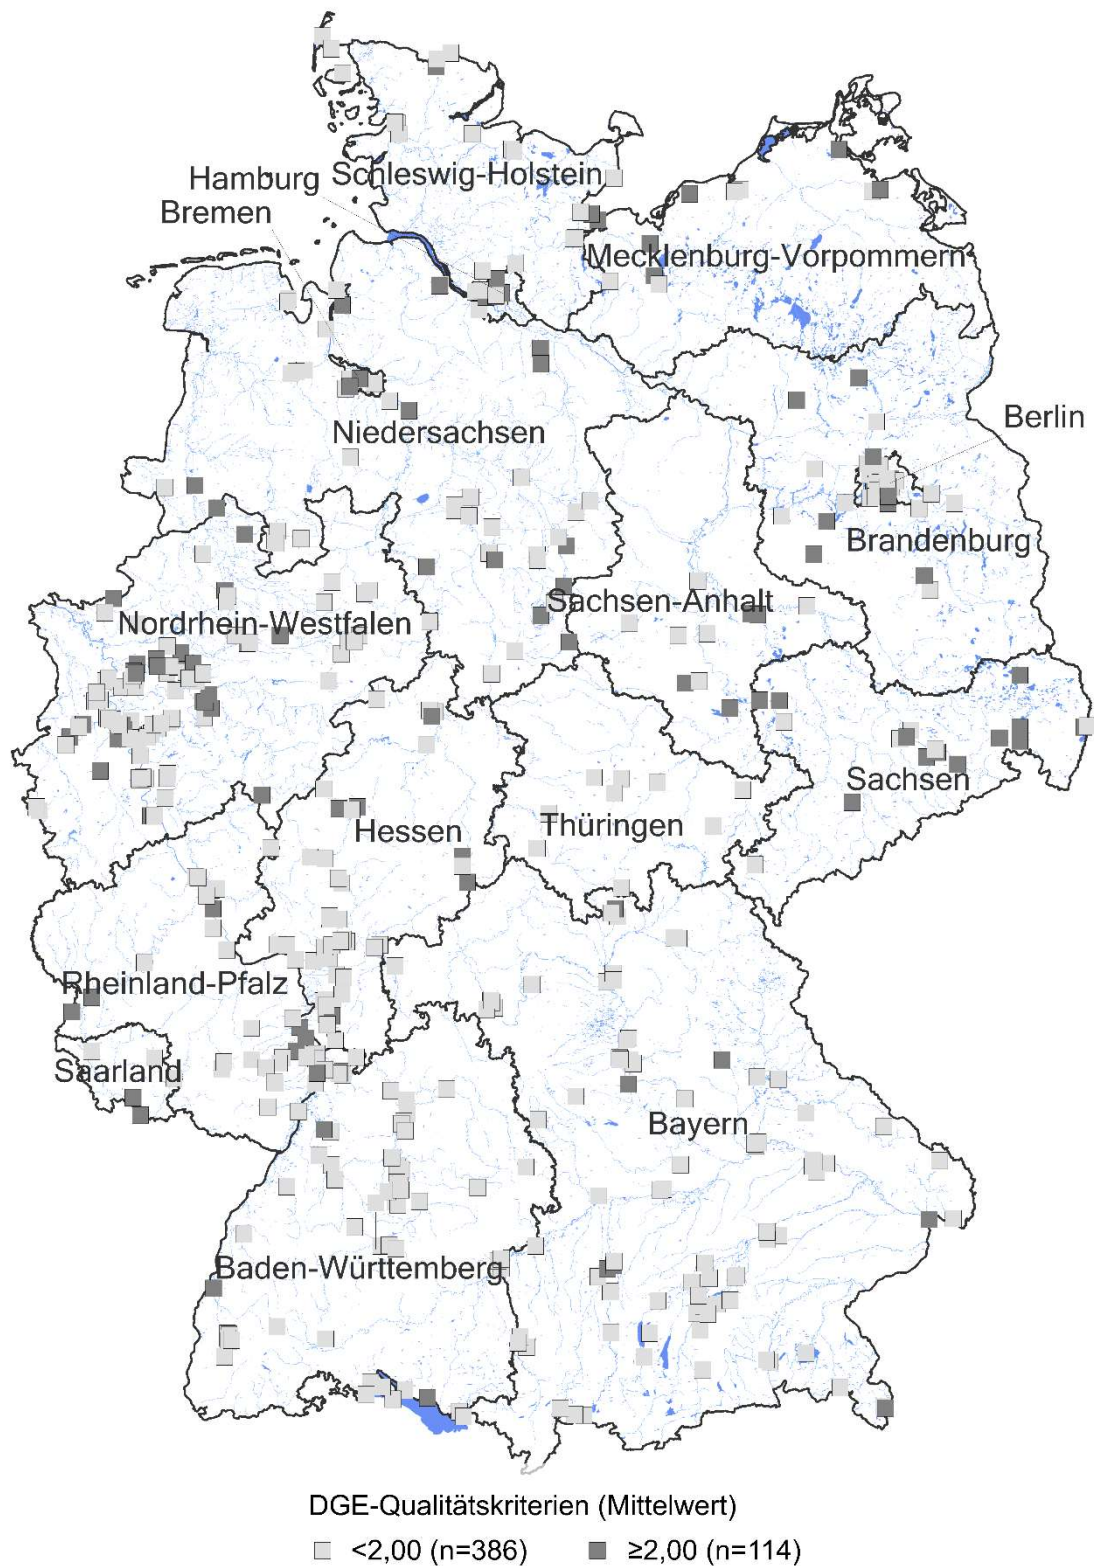 Hamburg
Schleswig-Holstein
Bremen
Mecklenburg-Vorpommern
Berlin
Niedersachsen
Brandenburg
Sachsen-Anhalt
Nordrhein-Westfalen
Sachsen
Hessen
Thüringen
Rheinland-Pfalz
Saarland
Bayern
Baden-Württemberg
DGE-Qualitätskriterien (Mittelwert)
<2,00 (n=386) ≥2,00 (n=114)